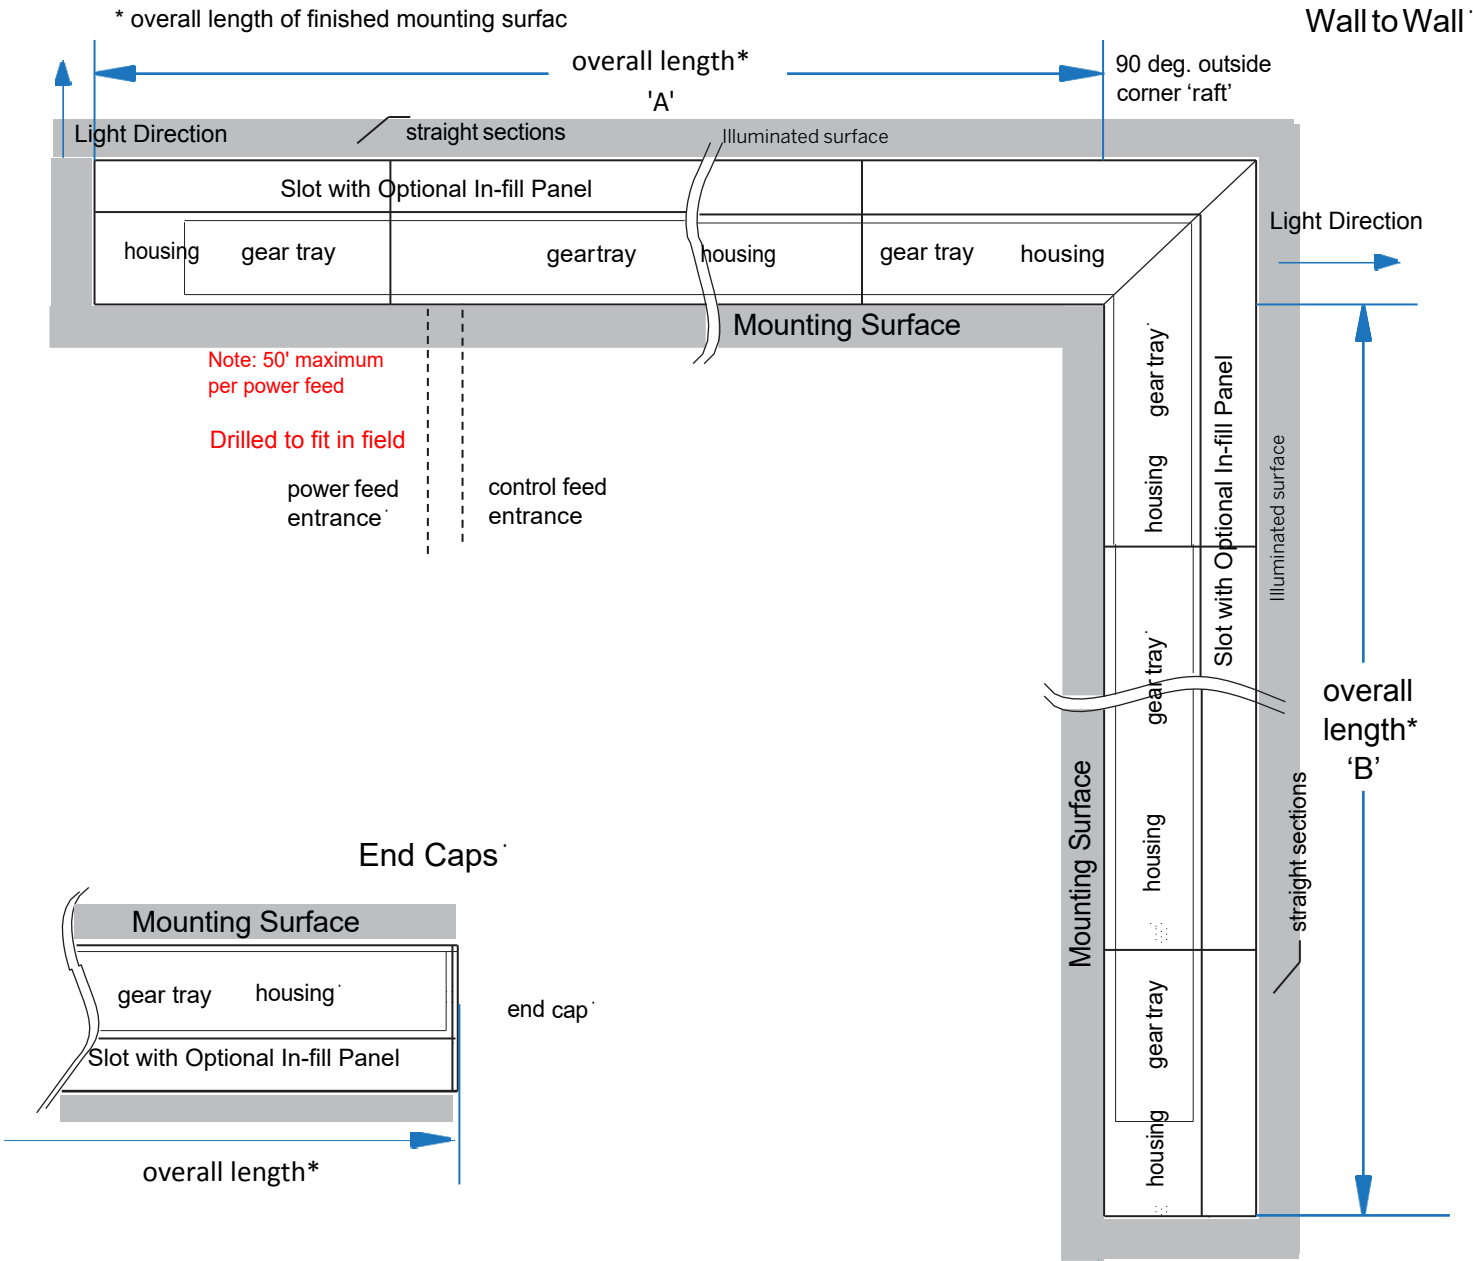 * overall length of finished mounting surfac
Wall to Wall
overall length*
'A'
90 deg. outside
corner ‘raft’
Light Direction
straight sections
Illuminated surface
Slot with Optional In-fill Panel
housing
gear tray
geartray
housing
gear tray
housing
Light Direction
Mounting Surface
Note: 50' maximum
per power feed
Drilled to fit in field
power feed
entrance
control feed
entrance
gear tray
housing
Slot with Optional In-fill Panel
Illuminated surface
gear tray
overall
length*
‘B’
Mounting Surface
housing
straight sections
gear tray
housing
End Caps
Mounting Surface
gear tray
housing
end cap
Slot with Optional In-fill Panel
overall length*